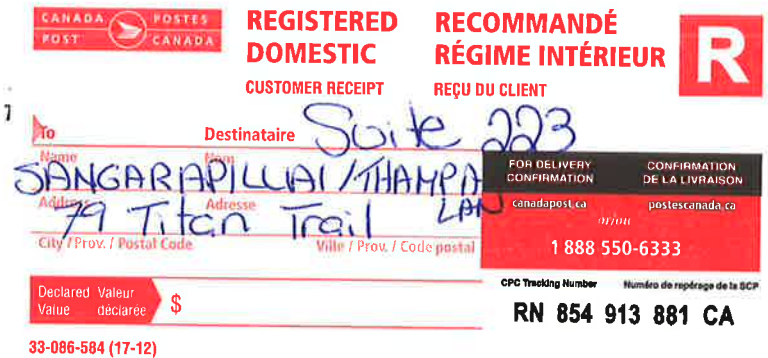 CANADA POST POSTES CANADA
REGISTERED DOMESTIC
CUSTOMER RECEIPT
RECOMMANDÉ RÉGIME INTÉRIEUR
REÇU DU CLIENT
R
To Destinataire Suite 223
Name Nom
SANGARAPILLIAI/THAMPA
LAN
Address Adresse
79 Titan Trail
City / Prov. / Postal Code Ville / Prov. / Code postal
FOR DELIVERY CONFIRMATION CONFIRMATION DE LA LIVRAISON
canadapost.ca postescanada.ca
or/ou
1 888 550-6333
Declared Value Valeur déclarée $
CPC Tracking Number Numéro de repérage de la SCP
RN 854 913 881 CA
33-086-584 (17-12)